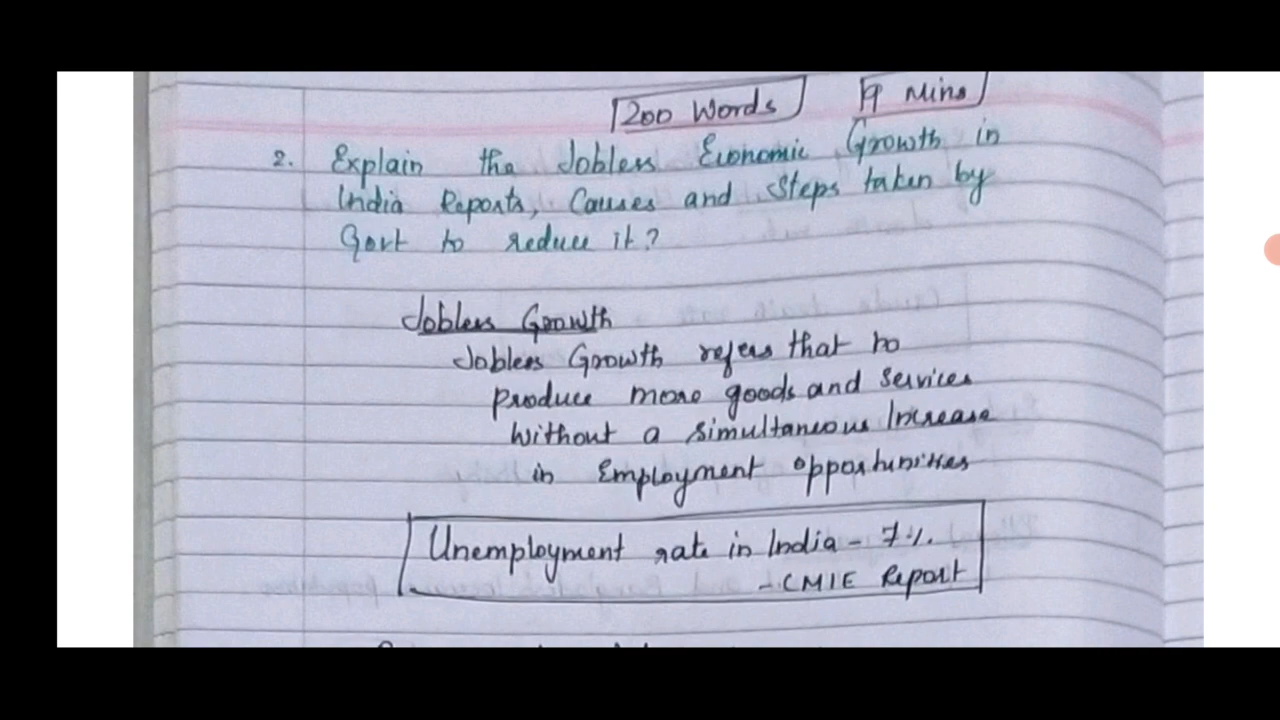 200 Words 9 Mins
2. Explain the Jobless Economic Growth in
India Reports, Causes and Steps taken by
Govt to reduce it?
Jobless Growth
Jobless Growth refers that to
produce more goods and services
without a simultaneous Increase
in Employment opportunities
Unemployment rate in India - 7%.
- CMIE Report